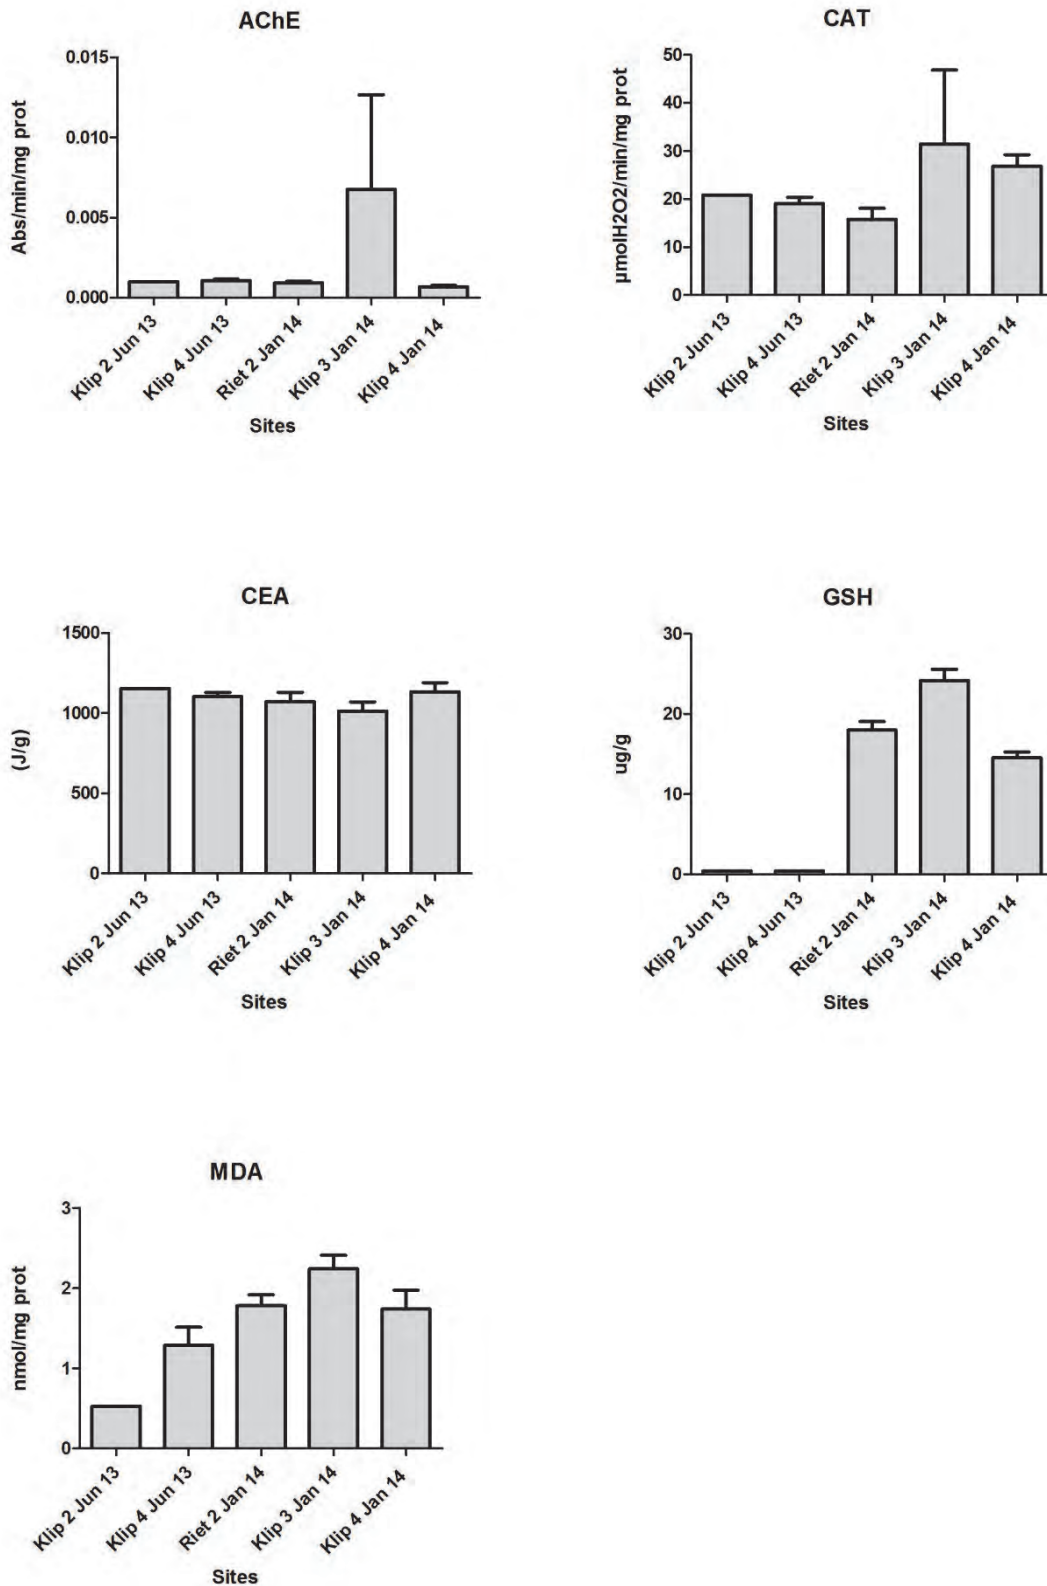 AChE
Abs/min/mg prot
0.015
0.010
0.005
0.000
Klip 2 Jun 13
Klip 4 Jun 13
Riet 2 Jan 14
Klip 3 Jan 14
Klip 4 Jan 14
Sites
CAT
µmolH2O2/min/mg prot
50
40
30
20
10
0
Klip 2 Jun 13
Klip 4 Jun 13
Riet 2 Jan 14
Klip 3 Jan 14
Klip 4 Jan 14
Sites
CEA
(J/g)
1500
1000
500
0
Klip 2 Jun 13
Klip 4 Jun 13
Riet 2 Jan 14
Klip 3 Jan 14
Klip 4 Jan 14
Sites
GSH
ug/g
30
20
10
0
Klip 2 Jun 13
Klip 4 Jun 13
Riet 2 Jan 14
Klip 3 Jan 14
Klip 4 Jan 14
Sites
MDA
nmol/mg prot
3
2
1
0
Klip 2 Jun 13
Klip 4 Jun 13
Riet 2 Jan 14
Klip 3 Jan 14
Klip 4 Jan 14
Sites